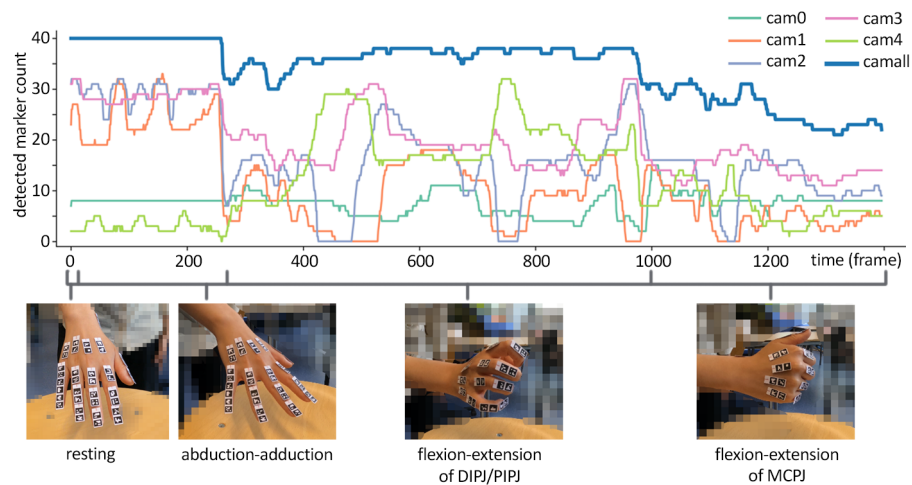 cam0
cam1
cam2
cam3
cam4
camall
detected marker count
40
30
20
10
0
0
200
400
600
800
1000
1200
time (frame)
resting
abduction-adduction
flexion-extension
of DIPJ/PIPJ
flexion-extension
of MCPJ